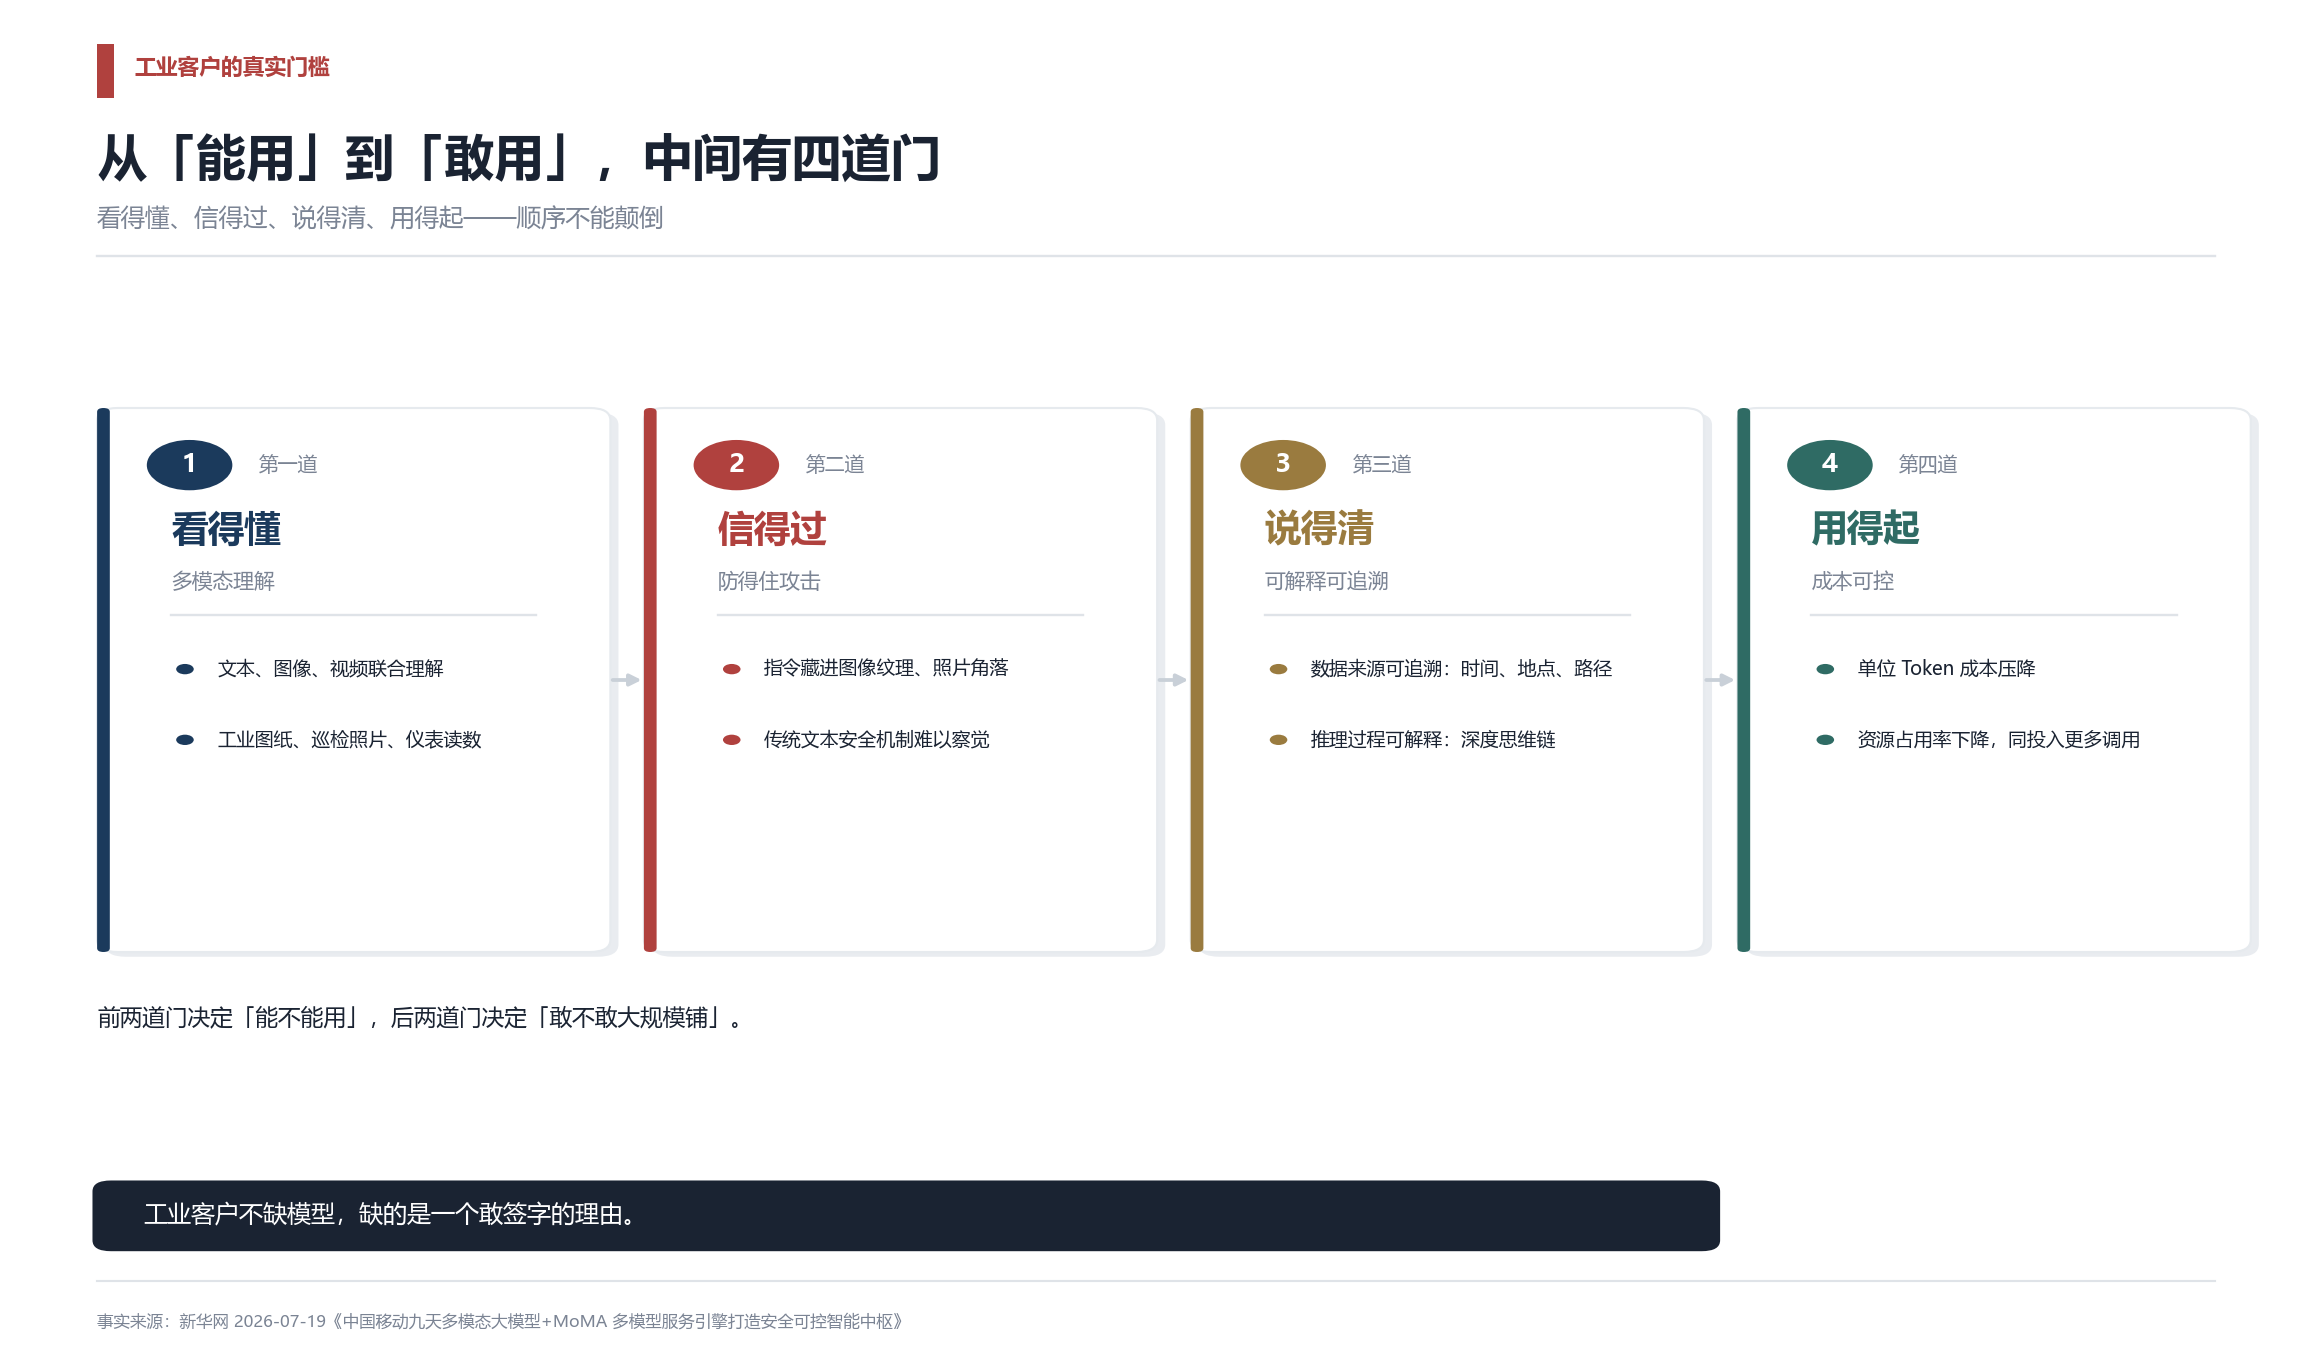 工业客户的真实门槛
从「能用」到「敢用」，中间有四道门
看得懂、信得过、说得清、用得起——顺序不能颠倒
1 第一道
看得懂
多模态理解
文本、图像、视频联合理解
工业图纸、巡检照片、仪表读数
2 第二道
信得过
防得住攻击
指令藏进图像纹理、照片角落
传统文本安全机制难以察觉
3 第三道
说得清
可解释可追溯
数据来源可追溯：时间、地点、路径
推理过程可解释：深度思维链
4 第四道
用得起
成本可控
单位 Token 成本压降
资源占用率下降，同投入更多调用
前两道门决定「能不能用」，后两道门决定「敢不敢大规模铺」。
工业客户不缺模型，缺的是一个敢签字的理由。
事实来源：新华网 2026-07-19《中国移动九天多模态大模型+MoMA 多模型服务引擎打造安全可控智能中枢》